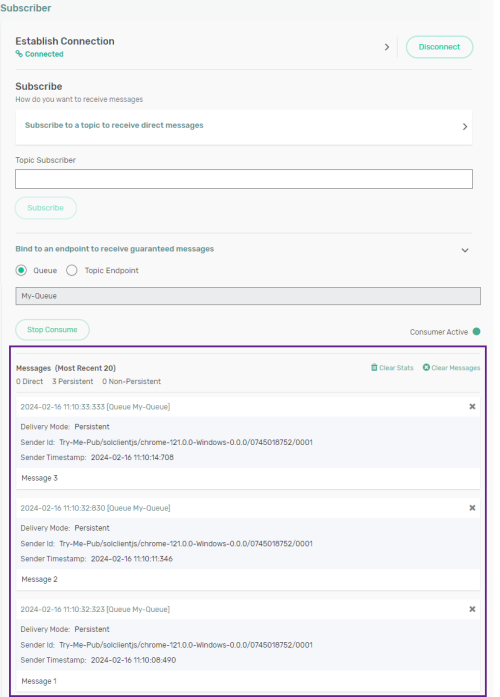 Subscriber
Establish Connection
Connected
Disconnect
Subscribe
How do you want to receive messages
Subscribe to a topic to receive direct messages
Topic Subscriber
Subscribe
Bind to an endpoint to receive guaranteed messages
Queue Topic Endpoint
My-Queue
Stop Consume
Consumer Active
Messages (Most Recent 20)
Clear Stats Clear Messages
0 Direct 3 Persistent 0 Non-Persistent
2024-02-16 11:10:33:333 [Queue My-Queue]
Delivery Mode: Persistent
Sender Id: Try-Me-Pub/solclientjs/chrome-121.0.0-Windows-0.0.0/0745018752/0001
Sender Timestamp: 2024-02-16 11:10:14:708
Message 3
2024-02-16 11:10:32:830 [Queue My-Queue]
Delivery Mode: Persistent
Sender Id: Try-Me-Pub/solclientjs/chrome-121.0.0-Windows-0.0.0/0745018752/0001
Sender Timestamp: 2024-02-16 11:10:11:346
Message 2
2024-02-16 11:10:32:323 [Queue My-Queue]
Delivery Mode: Persistent
Sender Id: Try-Me-Pub/solclientjs/chrome-121.0.0-Windows-0.0.0/0745018752/0001
Sender Timestamp: 2024-02-16 11:10:08:490
Message 1